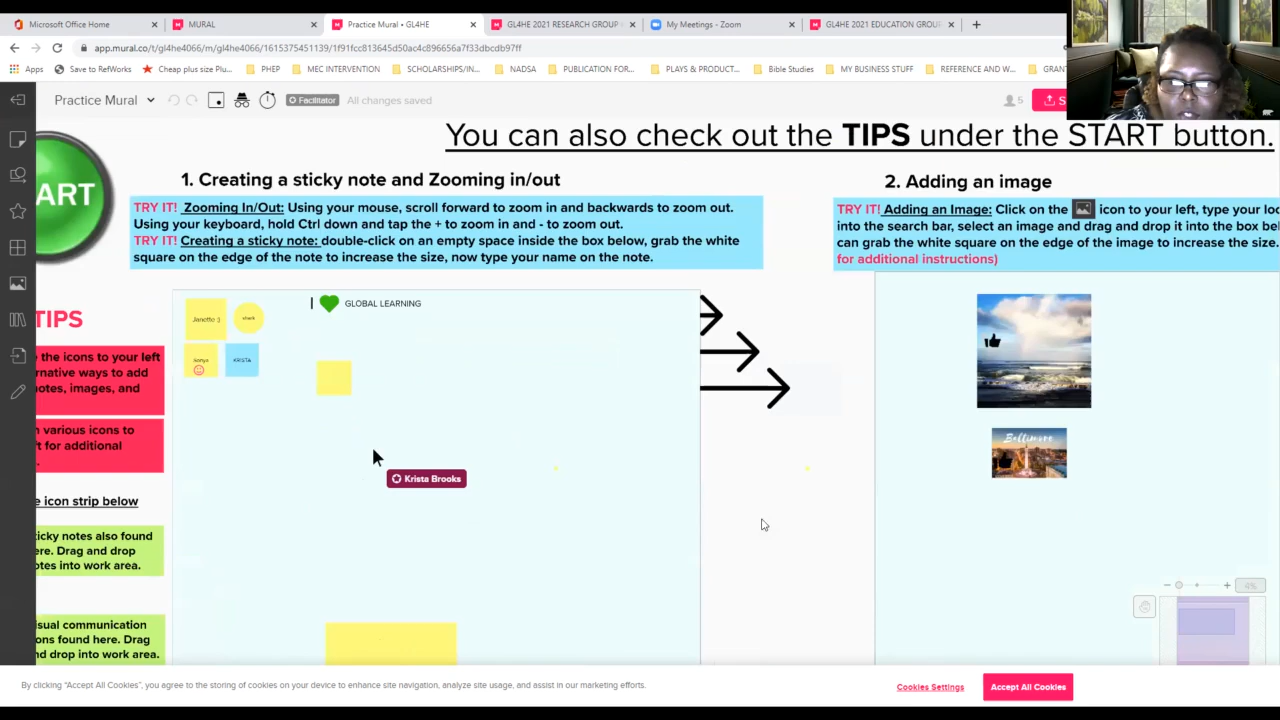 Microsoft Office Home
MURAL
Practice Mural • GL4HE
GL4HE 2021 RESEARCH GROUP
My Meetings - Zoom
GL4HE 2021 EDUCATION GROUP
app.mural.co/t/gl4he4066/m/gl4he4066/1615375451139/1f91fcc813645d50ac4c896656a7f33dbcdb97ff
Apps
Save to RefWorks
Cheap plus size Plu...
PHEP
MEC INTERVENTION
SCHOLARSHIPS/IN...
NADSA
PUBLICATION FOR...
PLAYS & PRODUCT...
Bible Studies
MY BUSINESS STUFF
REFERENCE AND W...
GRANT
Practice Mural
Facilitator
All changes saved
5
S
You can also check out the TIPS under the START button.
ART
1. Creating a sticky note and Zooming in/out
TRY IT! Zooming In/Out: Using your mouse, scroll forward to zoom in and backwards to zoom out.
Using your keyboard, hold Ctrl down and tap the + to zoom in and - to zoom out.
TRY IT! Creating a sticky note: double-click on an empty space inside the box below, grab the white
square on the edge of the note to increase the size, now type your name on the note.
2. Adding an image
TRY IT! Adding an Image: Click on the icon to your left, type your loc
into the search bar, select an image and drag and drop it into the box be
can grab the white square on the edge of the image to increase the size.
for additional instructions)
Janette :)
GLOBAL LEARNING
Sonya
KRISTA
Krista Brooks
Baltimore
TIPS
e the icons to your left
rnative ways to add
notes, images, and
n various icons to
ft for additional
e icon strip below
ticky notes also found
ere. Drag and drop
otes into work area.
isual communication
ons found here. Drag
nd drop into work area.
By clicking “Accept All Cookies”, you agree to the storing of cookies on your device to enhance site navigation, analyze site usage, and assist in our marketing efforts.
Cookies Settings
Accept All Cookies